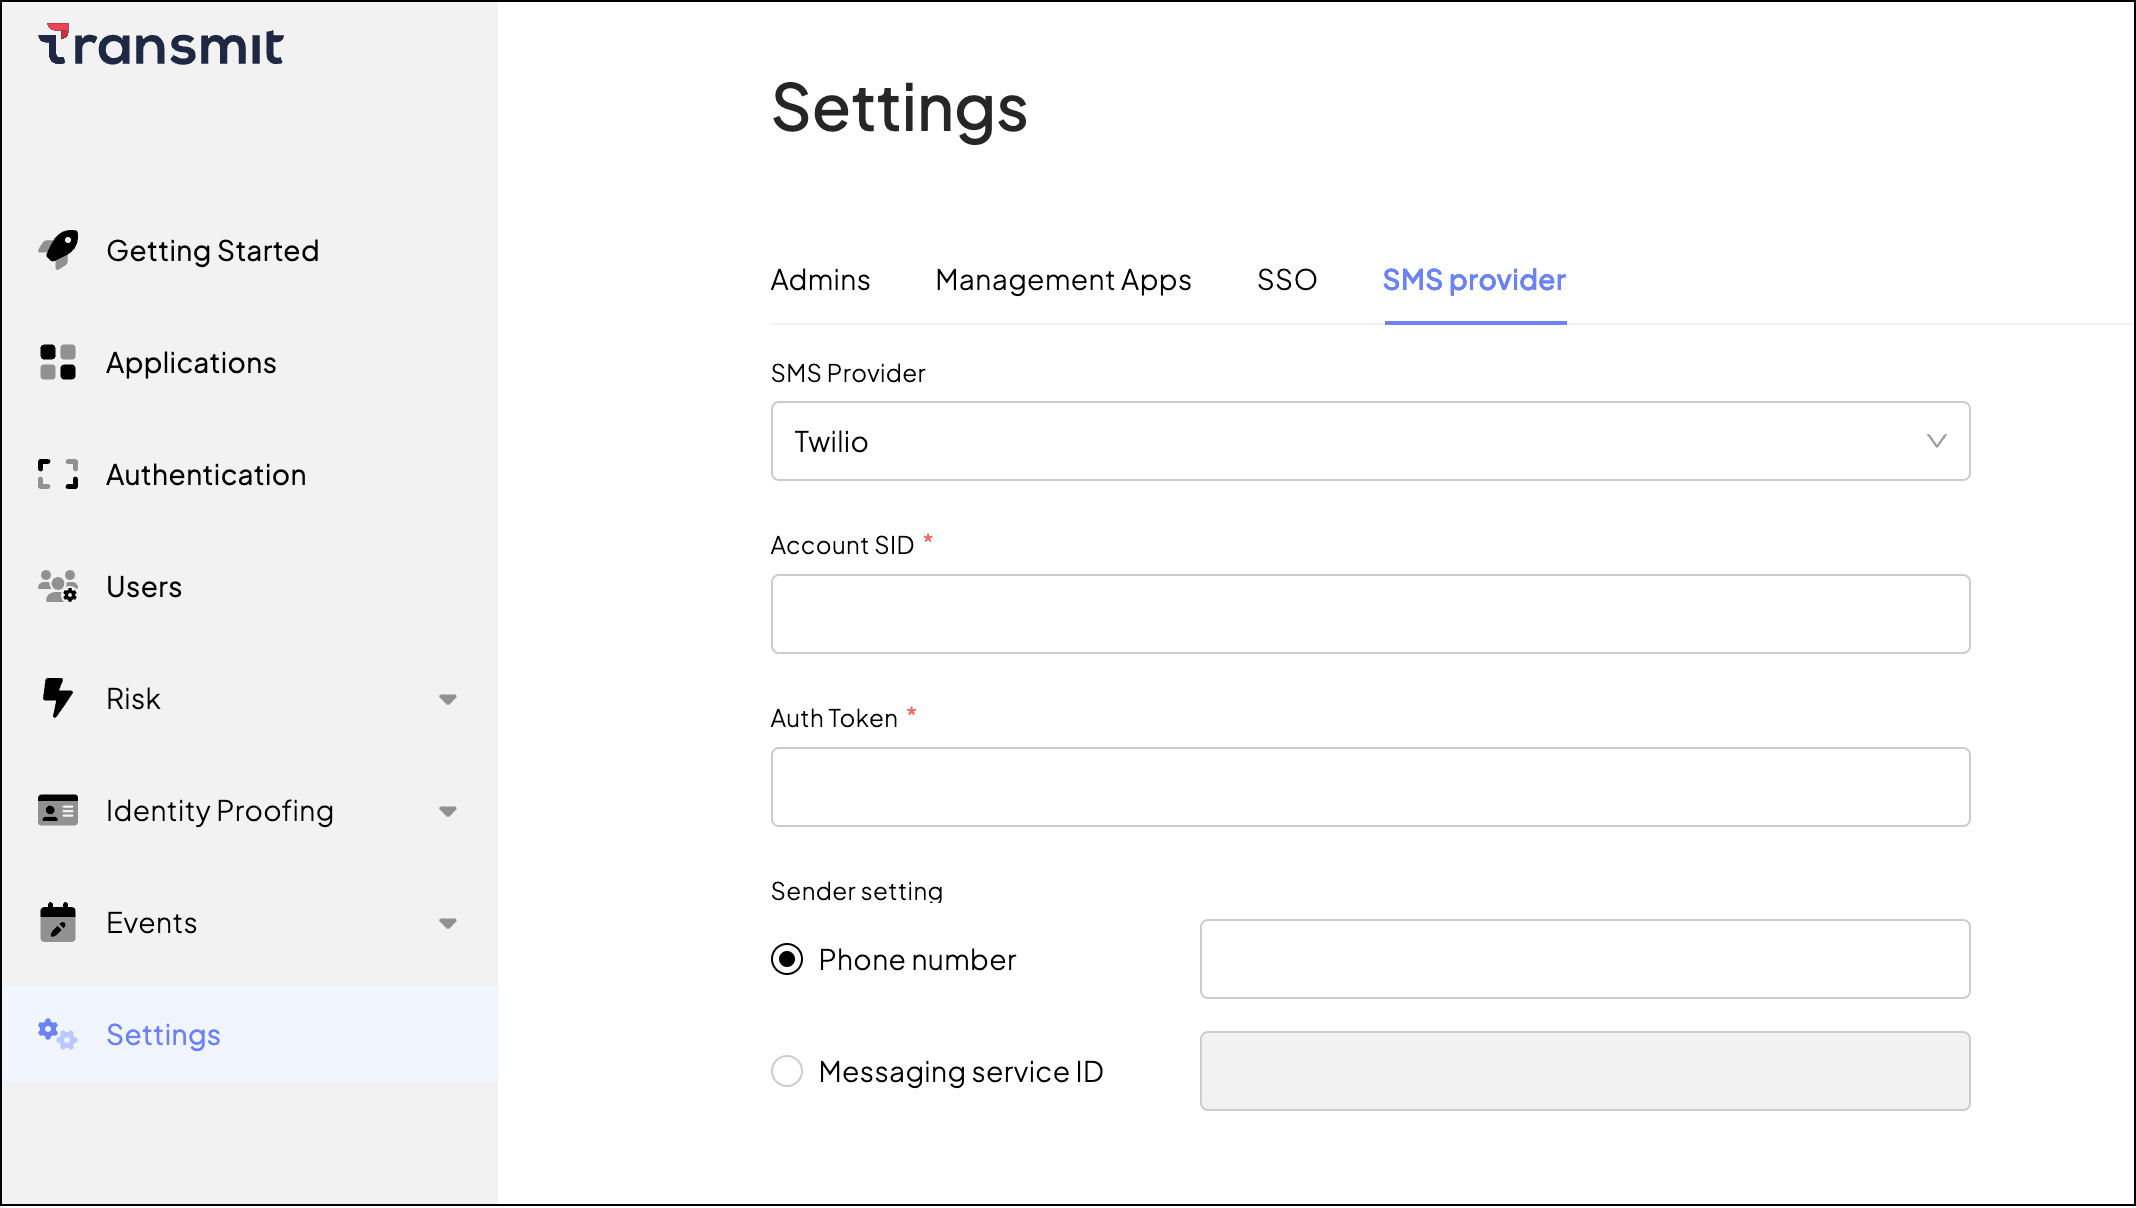 Transmit
Getting Started
Applications
Authentication
Users
Risk
Identity Proofing
Events
Settings
Settings
Admins Management Apps SSO SMS provider
SMS Provider
Twilio
Account SID *
Auth Token *
Sender setting
Phone number
Messaging service ID